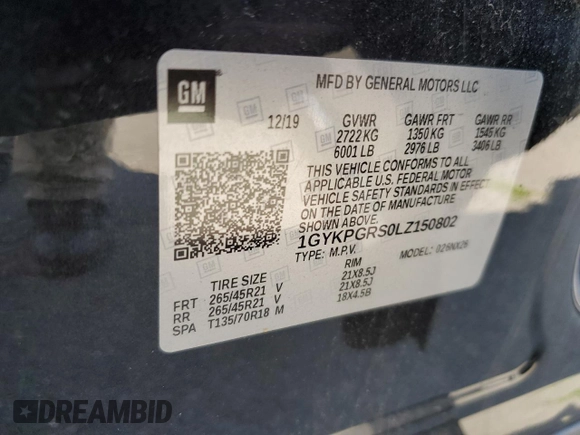 GM
MFD BY GENERAL MOTORS LLC
12/19 GVWR GAWR FRT GAWR RR
2722 KG 1350 KG 1545 KG
6001 LB 2976 LB 3406 LB
THIS VEHICLE CONFORMS TO ALL
APPLICABLE U.S. FEDERAL MOTOR
VEHICLE SAFETY STANDARDS IN EFFECT
ON THE DATE OF MANUFACTURE
SHOWN ABOVE.
1GYKPGRS0LZ150802
TYPE: M.P.V. MODEL:
TIRE SIZE RIM
FRT 265/45R21 V 21X8.5J
RR 265/45R21 V 21X8.5J
SPA T135/70R18 M 18X4.5B
DREAMBID